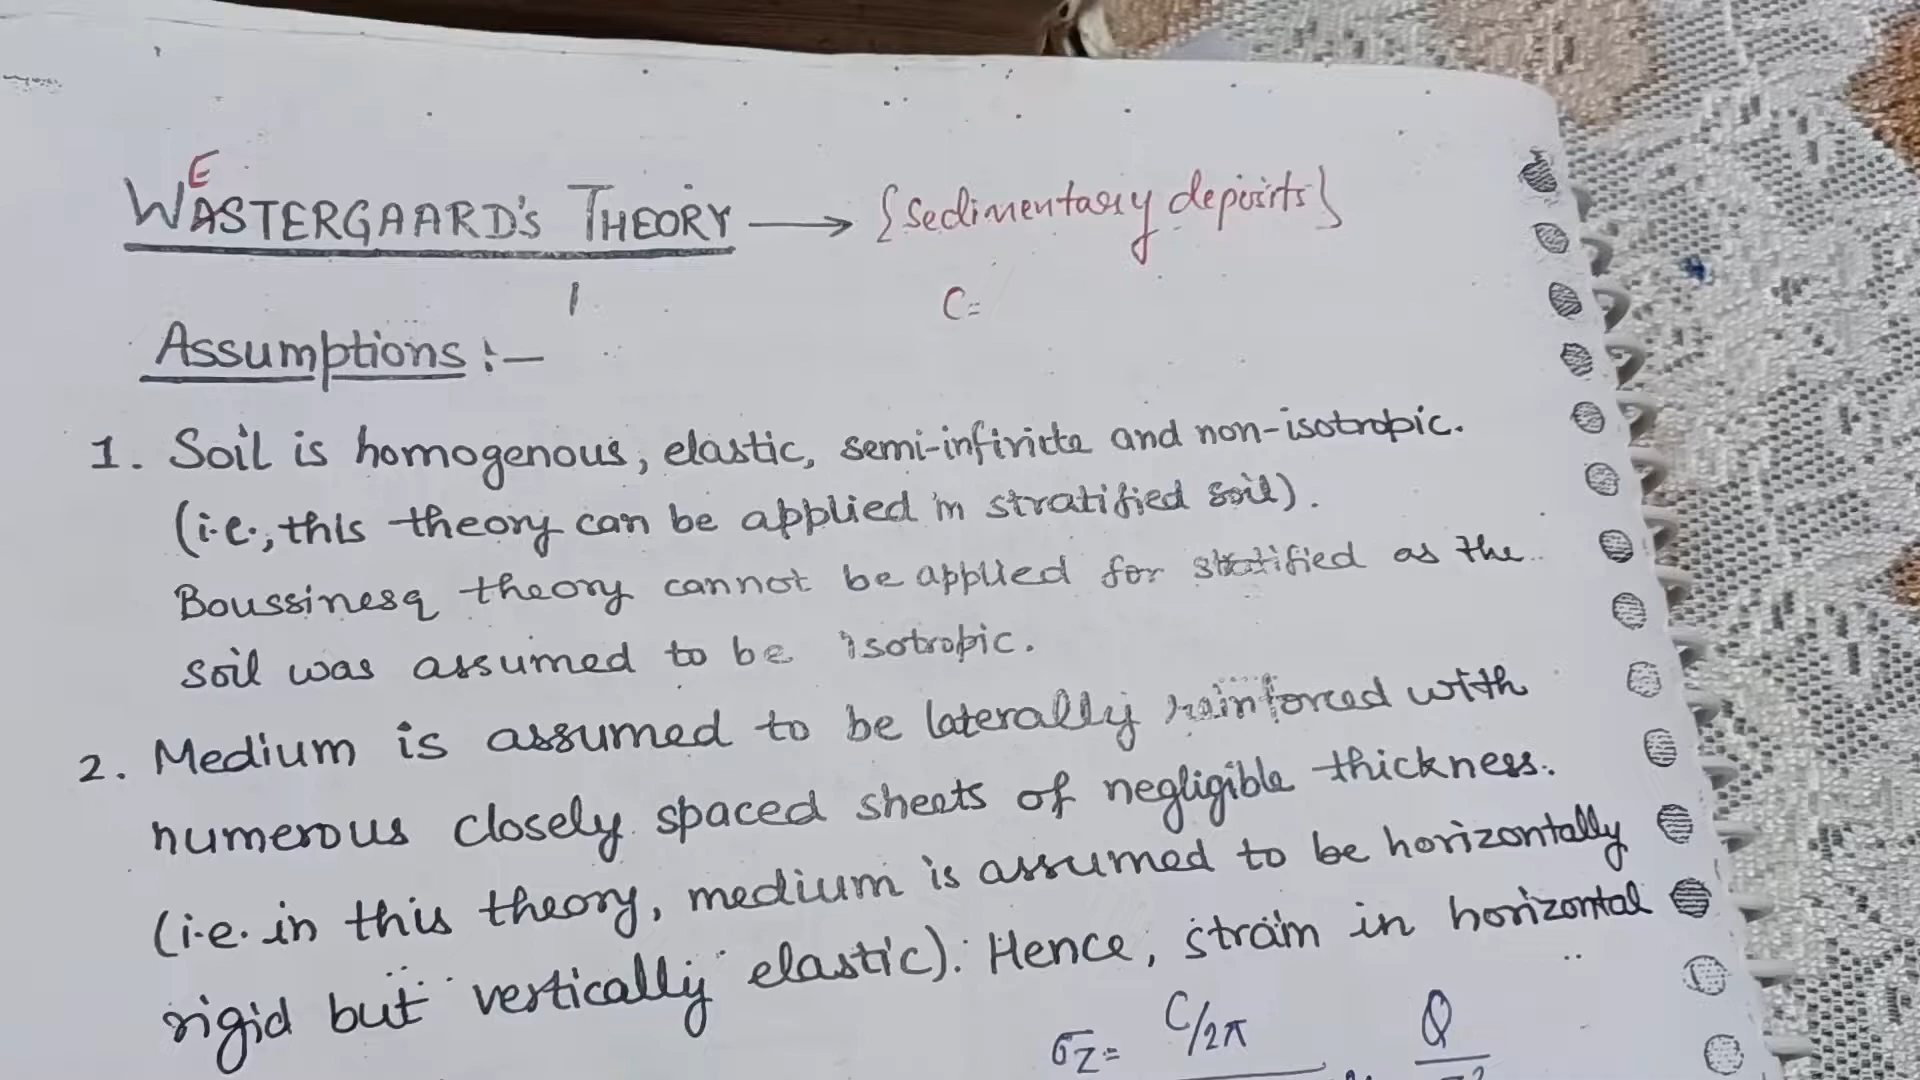 E
WASTERGAARD'S THEORY → {Sedimentary deposits}
C=
Assumptions :–
1. Soil is homogenous, elastic, semi-infinite and non-isotropic.
(i.e., this theory can be applied in stratified soil).
Boussinesq theory cannot be applied for stratified as the
soil was assumed to be isotropic.
2. Medium is assumed to be laterally reinforced with
numerous closely spaced sheets of negligible thickness.
(i.e. in this theory, medium is assumed to be horizontally
rigid but vertically elastic). Hence, strain in horizontal
σz = C/2π Q